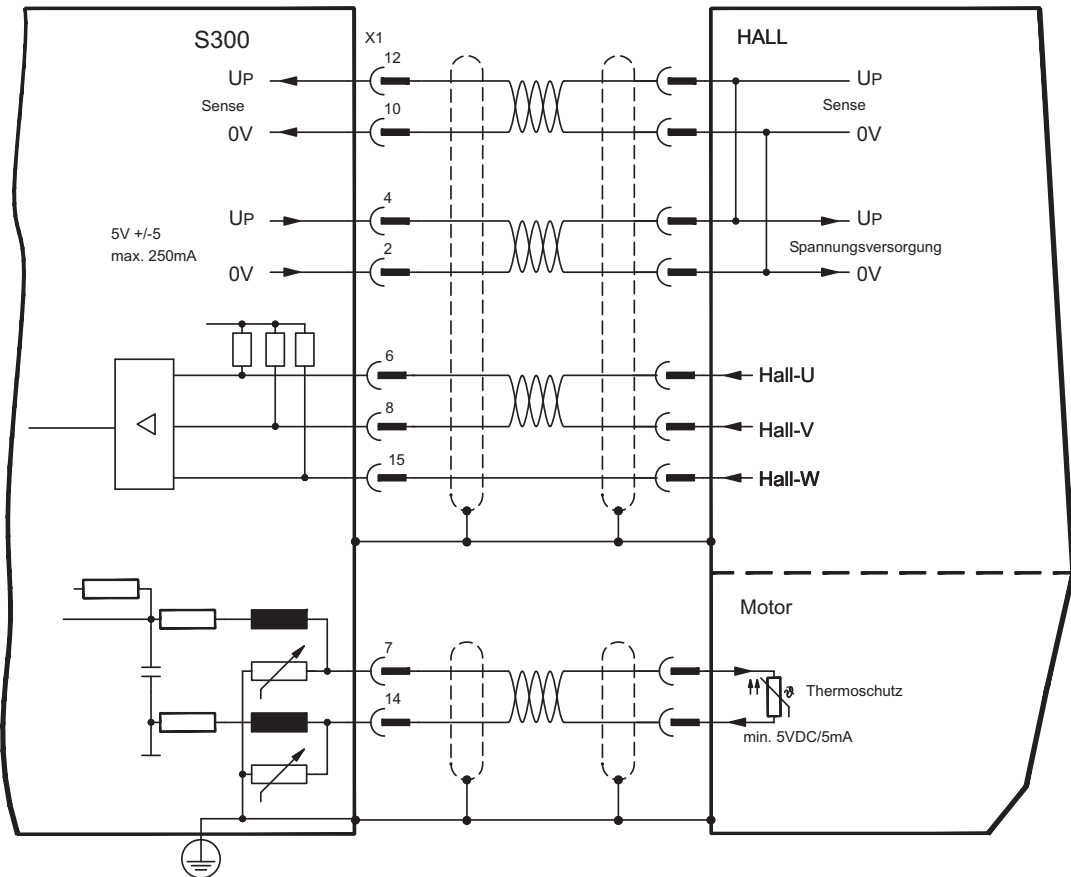 S300
X1
HALL
12
UP
UP
Sense
Sense
10
0V
0V
4
UP
UP
5V +/-5
max. 250mA
Spannungsversorgung
2
0V
0V
6
Hall-U
8
Hall-V
15
Hall-W
Motor
7
Thermoschutz
14
min. 5VDC/5mA